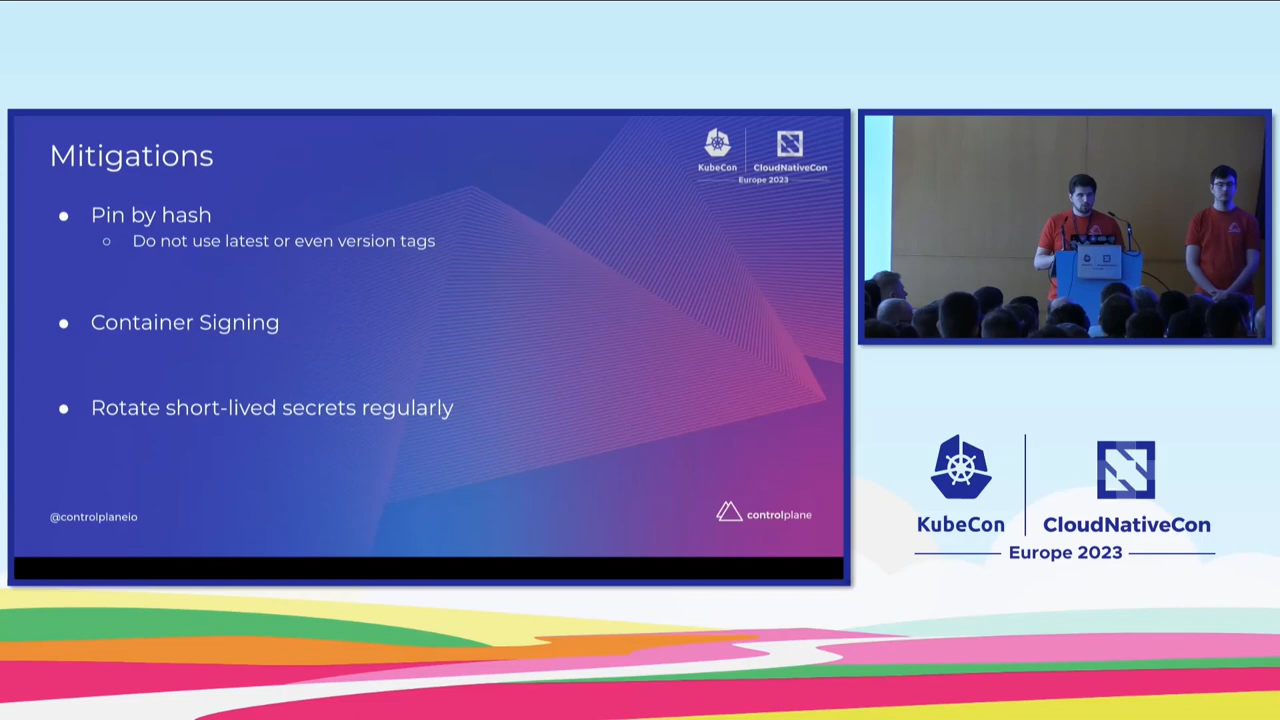 Mitigations
KubeCon
CloudNativeCon
Europe 2023
Pin by hash
Do not use latest or even version tags
Container Signing
Rotate short-lived secrets regularly
@controlplaneio
controlplane
KubeCon
CloudNativeCon
Europe 2023